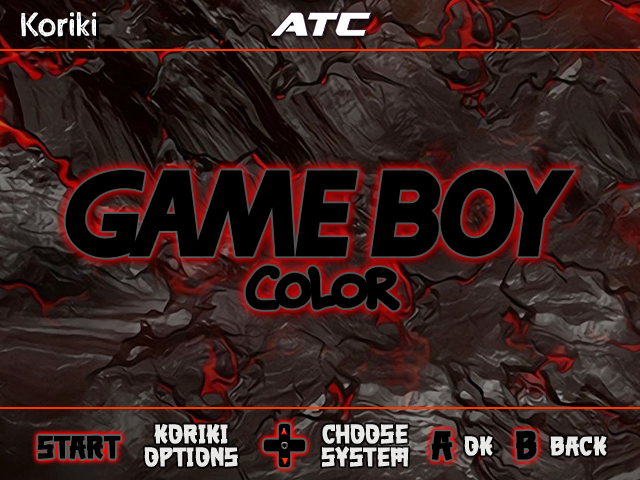 Koriki
ATC
GAME BOY
COLOR
START
KORIKI
OPTIONS
CHOOSE
SYSTEM
A OK
B BACK